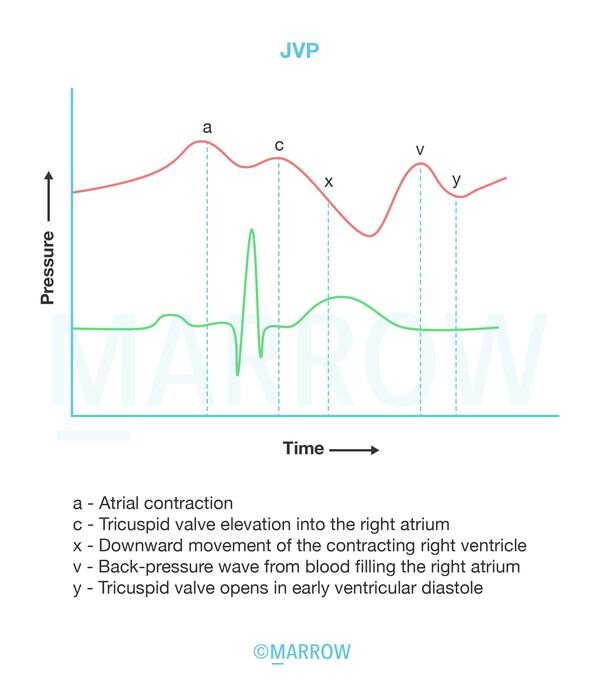 JVP
a
c
x
v
y
Pressure
MARROW
Time
a - Atrial contraction
c - Tricuspid valve elevation into the right atrium
x - Downward movement of the contracting right ventricle
v - Back-pressure wave from blood filling the right atrium
y - Tricuspid valve opens in early ventricular diastole
©MARROW